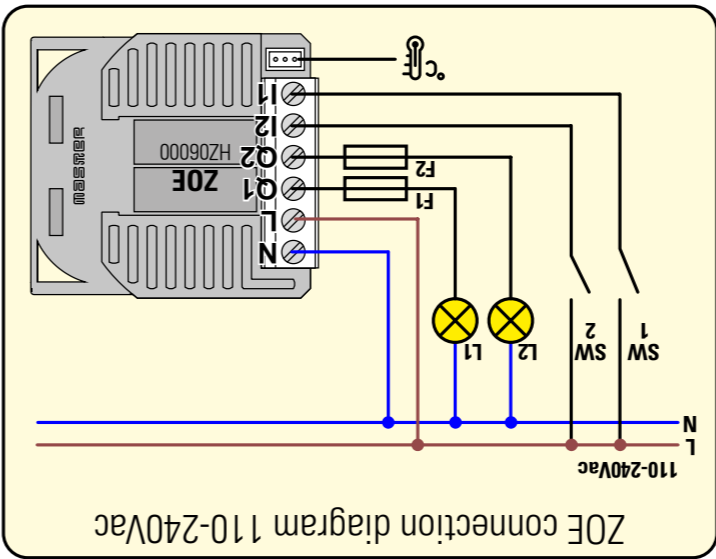 ZOE connection diagram 110-240Vac
110-240Vac
L
N
SW
1
SW
2
L2
L1
N
L
Q1
Q2
I2
I1
F1
F2
ZOE
HZ06000
master
°C